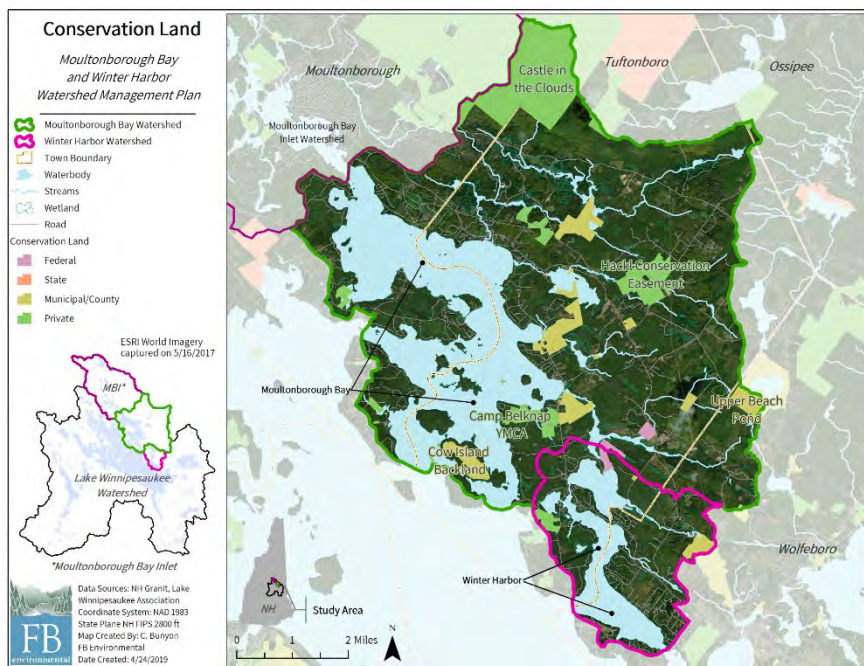 Conservation Land
Moultonborough Bay
and Winter Harbor
Watershed Management Plan
Moultonborough Bay Watershed
Winter Harbor Watershed
Town Boundary
Waterbody
Streams
Wetland
Road
Conservation Land
Federal
State
Municipal/County
Private
ESRI World Imagery
captured on 5/16/2017
MBI*
Lake Winnipesaukee
Watershed
*Moultonborough Bay Inlet
FB
environmental
Data Sources: NH Granit, Lake
Winnipesaukee Association
Coordinate System: NAD 1983
State Plane NH FIPS 2800 ft
Map Created By: C. Bunyon
FB Environmental
Date Created: 4/24/2019
Moultonborough
Castle in
the Clouds
Tuftonboro
Ossipee
Moultonborough Bay
Inlet Watershed
Hackl Conservation
Easement
Moultonborough Bay
Camp Belknap
YMCA
Upper Beach
Pond
Cow Island
Backland
Wolfeboro
Winter Harbor
NH
Study Area
0 1 2 Miles
N